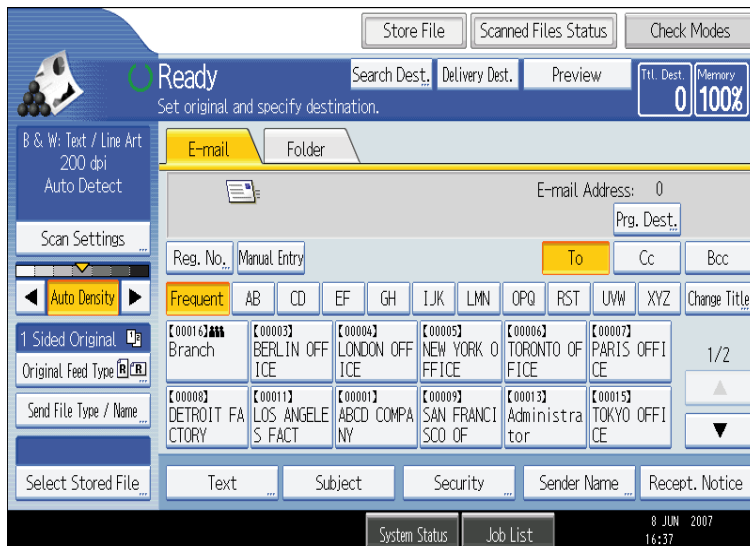 Store File Scanned Files Status Check Modes
Ready Search Dest. Delivery Dest. Preview Ttl. Dest. Memory
Set original and specify destination. 0 100%
B & W: Text / Line Art
200 dpi
Auto Detect
Scan Settings
Auto Density
1 Sided Original
Original Feed Type R R
Send File Type / Name
Select Stored File
E-mail Folder
E-mail Address: 0
Prg. Dest.
Reg. No. Manual Entry To Cc Bcc
Frequent AB CD EF GH IJK LMN OPQ RST UVW XYZ Change Title
【00016】 【00003】 【00004】 【00005】 【00006】 【00007】
Branch BERLIN OFF LONDON OFF NEW YORK O TORONTO OF PARIS OFFI
ICE ICE FFICE FICE CE
1/2
【00008】 【00011】 【00001】 【00009】 【00013】 【00015】
DETROIT FA LOS ANGELE ABCD COMPA SAN FRANCI Administra TOKYO OFFI
CTORY S FACT NY SCO OF tor CE
Text Subject Security Sender Name Recept. Notice
System Status Job List
8 JUN 2007
16:37